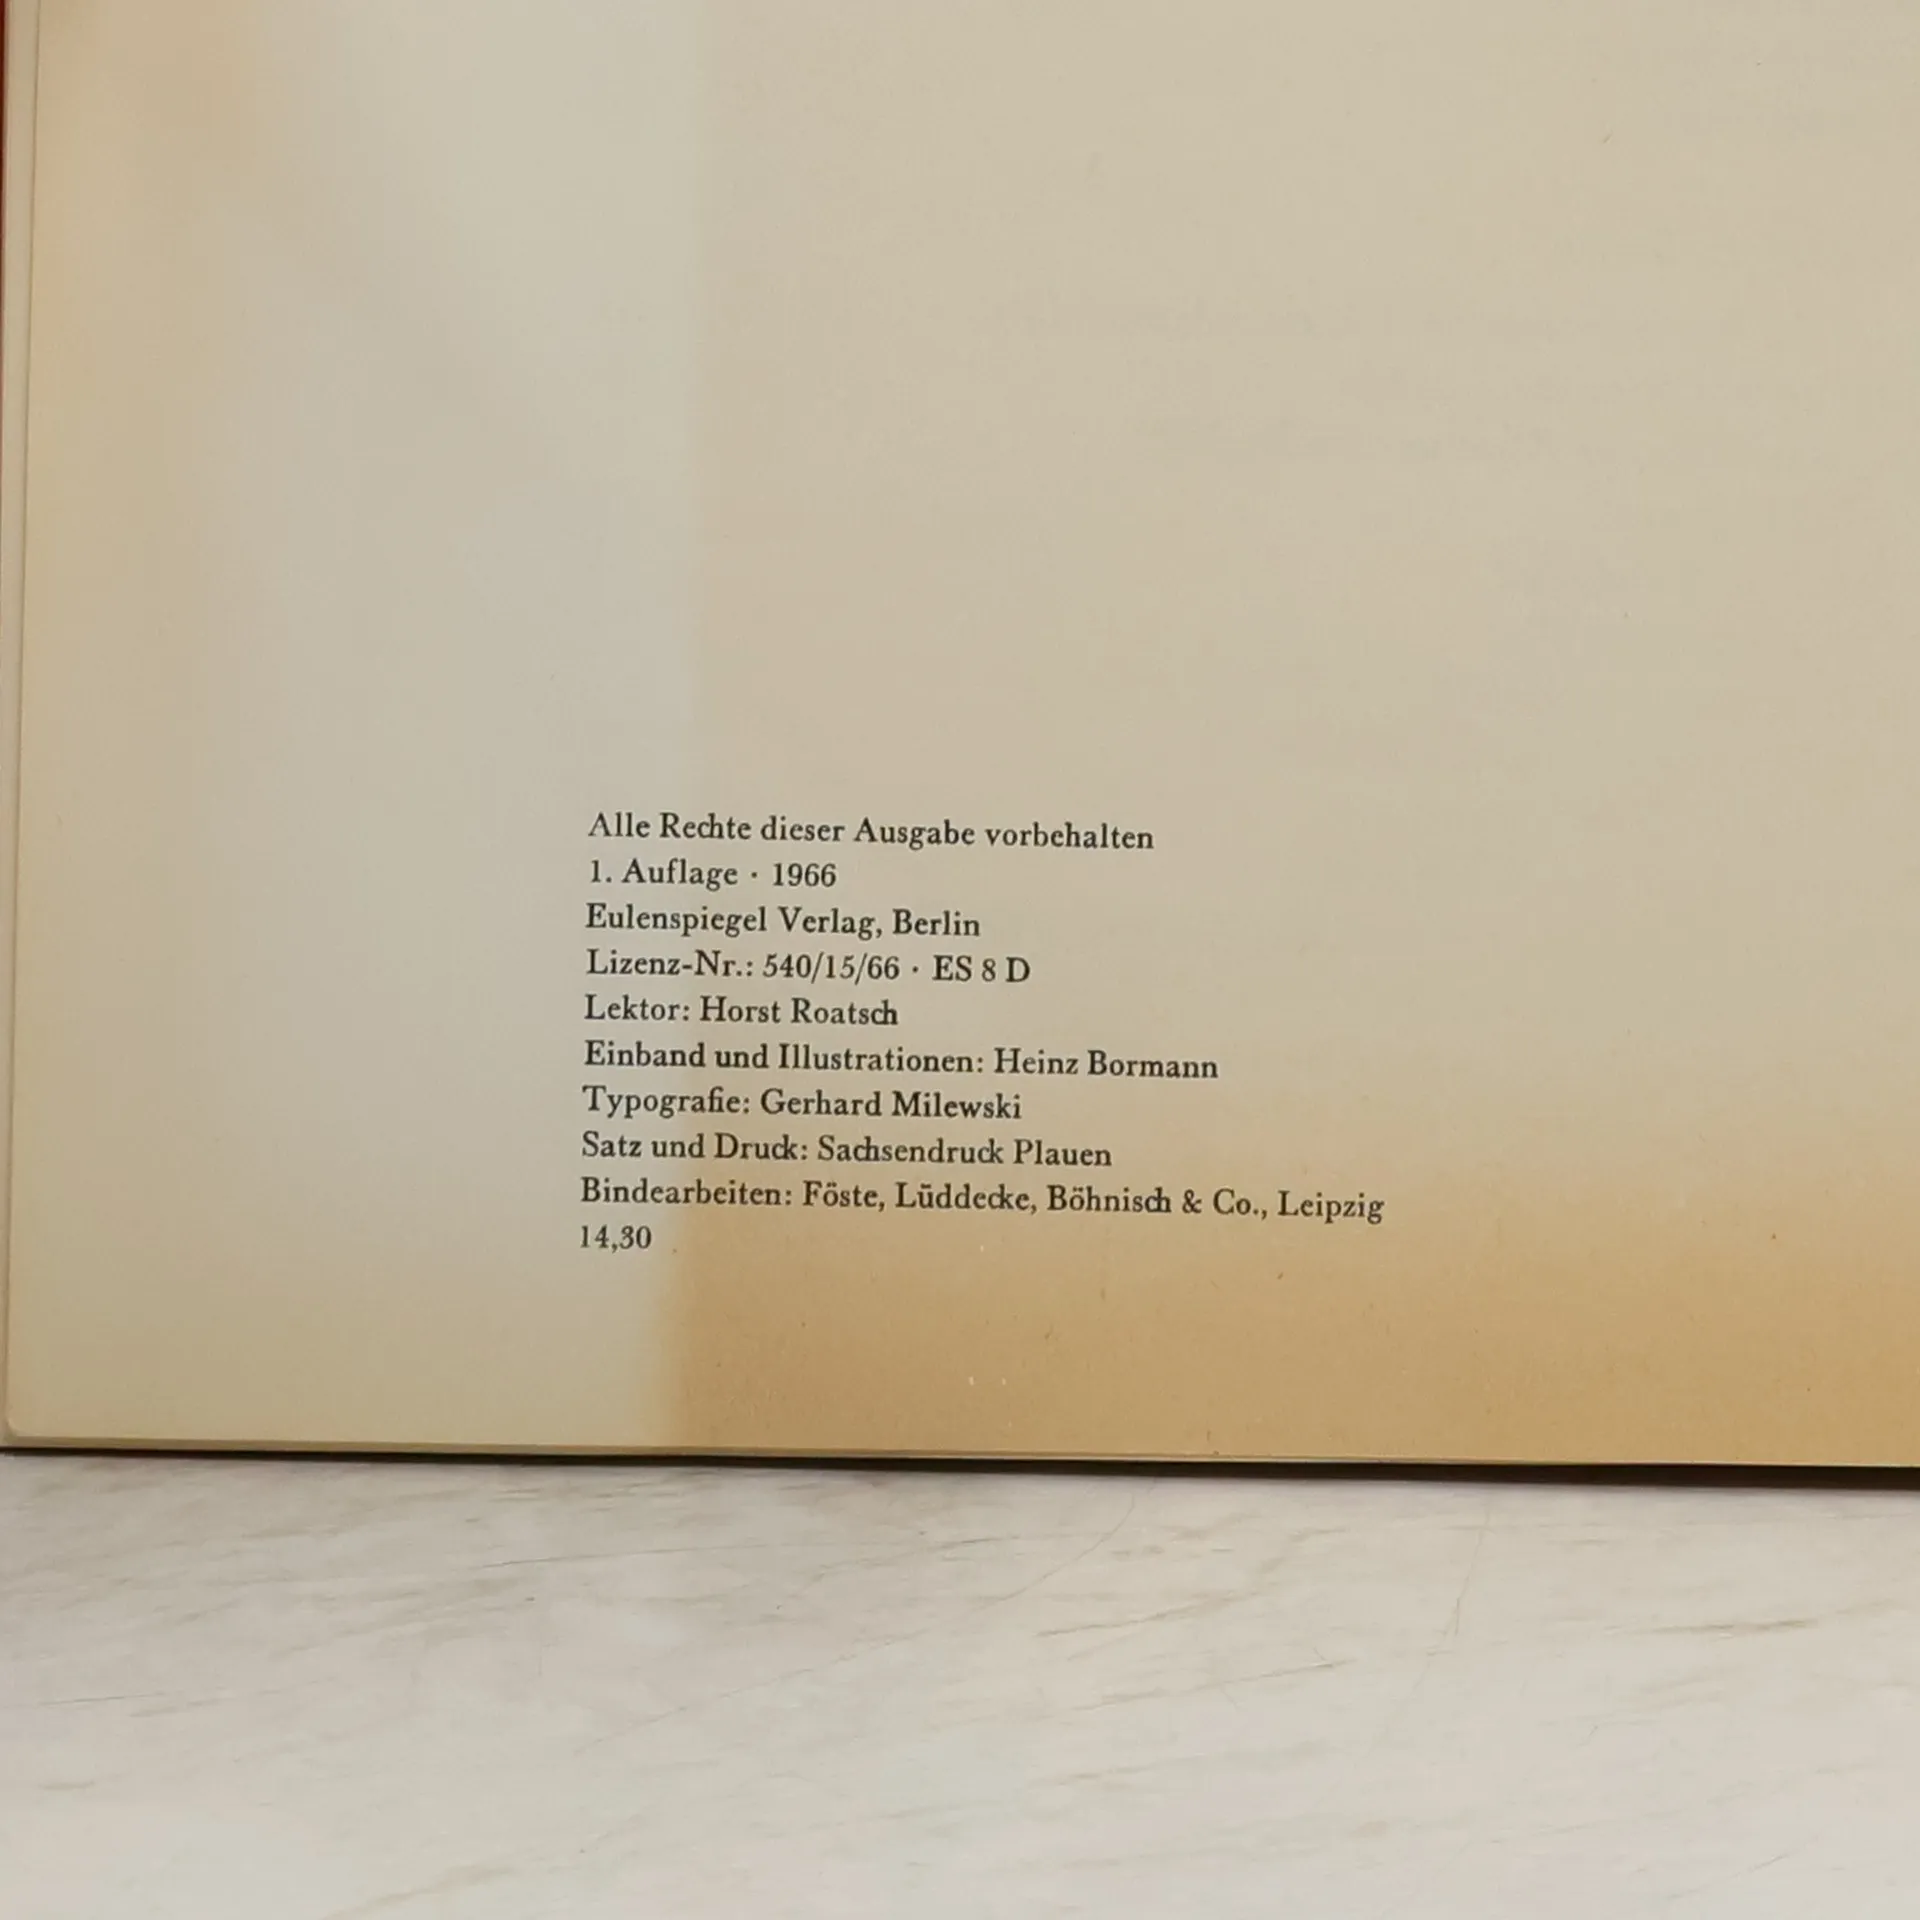 Alle Rechte dieser Ausgabe vorbehalten
1. Auflage · 1966
Eulenspiegel Verlag, Berlin
Lizenz-Nr.: 540/15/66 · ES 8 D
Lektor: Horst Roatsch
Einband und Illustrationen: Heinz Bormann
Typografie: Gerhard Milewski
Satz und Druck: Sachsendruck Plauen
Bindearbeiten: Föste, Lüddecke, Böhnisch & Co., Leipzig
14,30